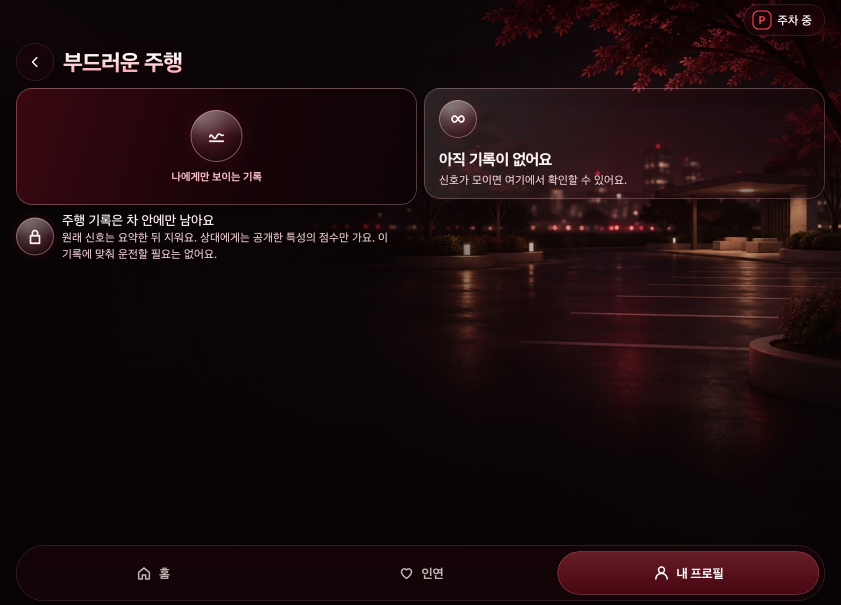 P 주차 중
부드러운 주행
나에게만 보이는 기록
아직 기록이 없어요
신호가 모이면 여기에서 확인할 수 있어요.
주행 기록은 차 안에만 남아요
원래 신호는 요약한 뒤 지워요. 상대에게는 공개한 특성의 점수만 가요. 이
기록에 맞춰 운전할 필요는 없어요.
홈
인연
내 프로필